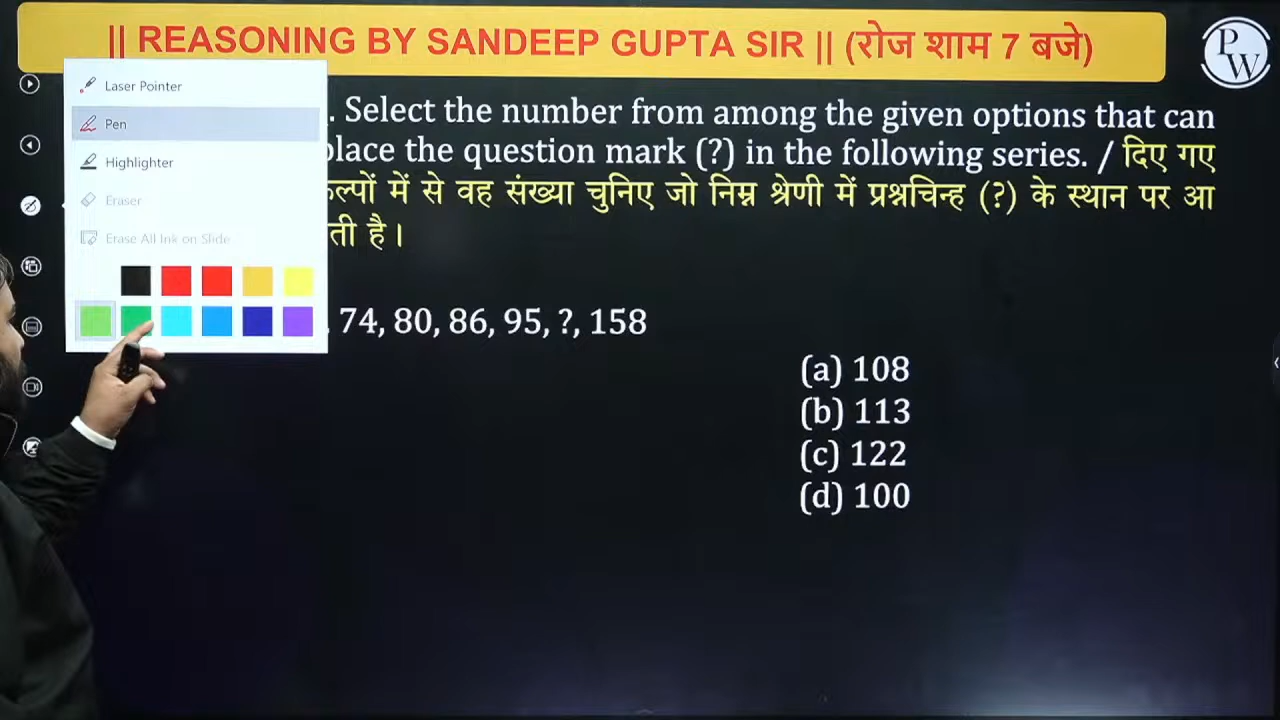 || REASONING BY SANDEEP GUPTA SIR || (रोज शाम 7 बजे)
PW
Laser Pointer
. Select the number from among the given options that can
Pen
place the question mark (?) in the following series. / दिए गए
Highlighter
में से वह संख्या चुनिए जो निम्न श्रेणी में प्रश्नचिन्ह (?) के स्थान पर आ
Eraser
है।
Erase All Ink on Slide
74, 80, 86, 95, ?, 158
(a) 108
(b) 113
(c) 122
(d) 100